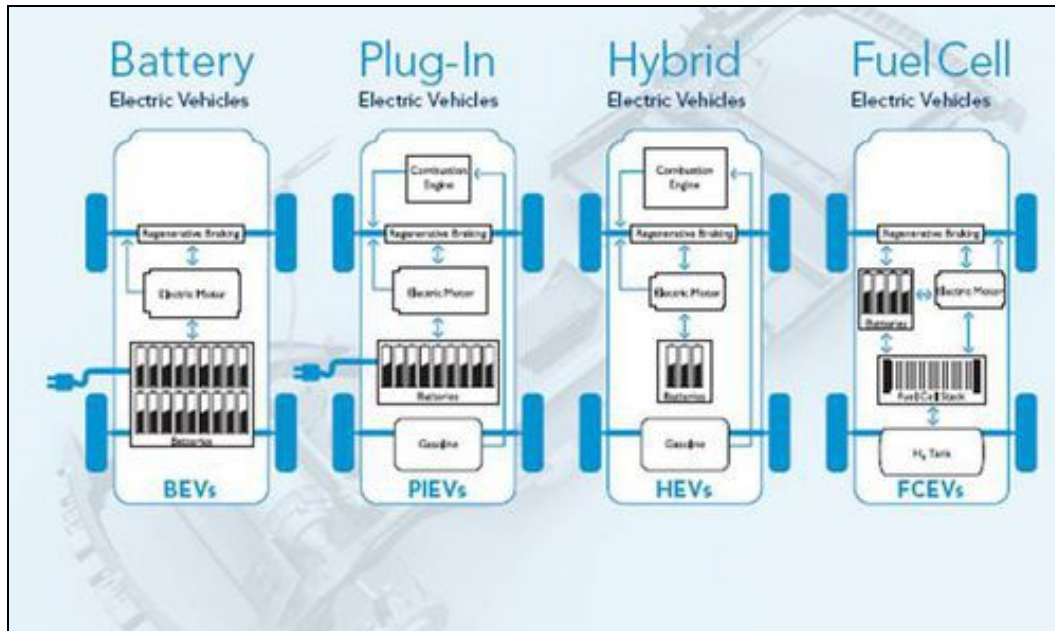 Battery
Electric Vehicles
Combustion
Engine
Regenerative Braking
Electric Motor
Batteries
BEVs
Plug-In
Electric Vehicles
Combustion
Engine
Regenerative Braking
Electric Motor
Batteries
Gasoline
PIEVs
Hybrid
Electric Vehicles
Combustion
Engine
Regenerative Braking
Electric Motor
Batteries
Gasoline
HEVs
Fuel Cell
Electric Vehicles
Regenerative Braking
Electric Motor
Batteries
Fuel Cell Stack
H₂ Tank
FCEVs